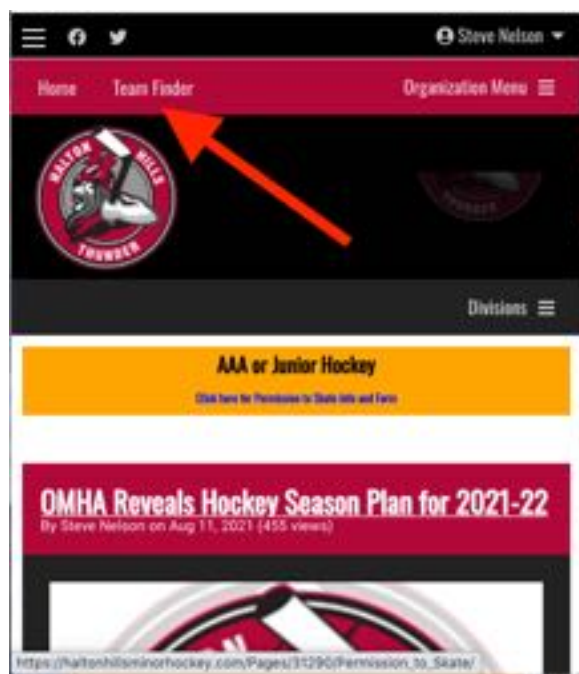 Steve Nelson
Home Team Finder Organization Menu
HALTON HILLS
THUNDER
Divisions
AAA or Junior Hockey
Click here for Permission to Skate Info and Form
OMHA Reveals Hockey Season Plan for 2021-22
By Steve Nelson on Aug 11, 2021 (455 views)
https://haltonhillsminorhockey.com/Pages/31290/Permission_to_Skate/